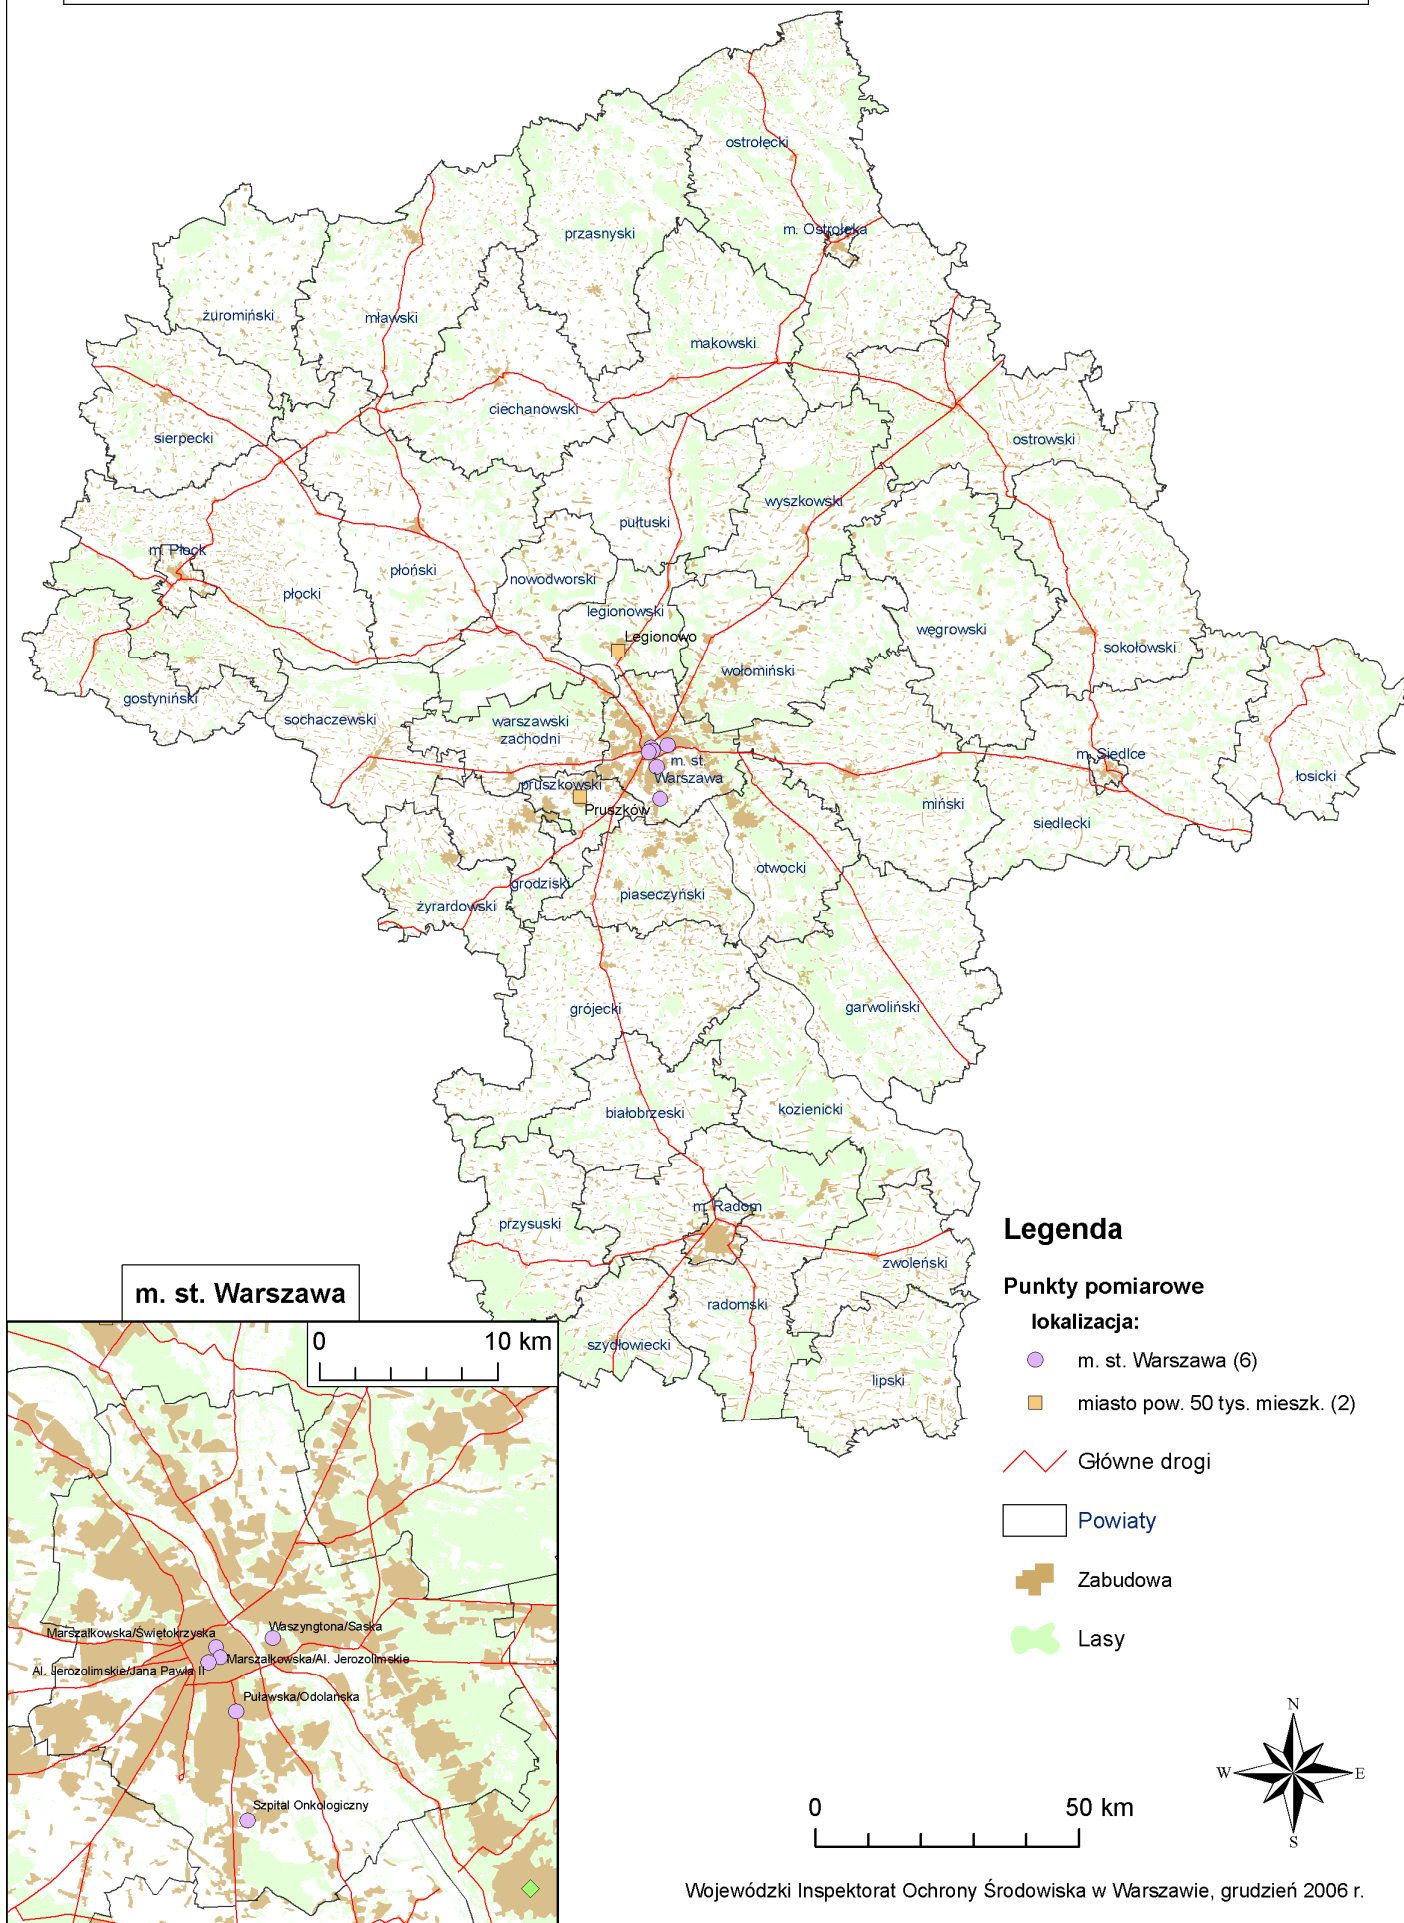 ostrołęcki
m. Ostrołęka
przasnyski
żuromiński
mławski
makowski
ciechanowski
sierpecki
ostrowski
wyszkowski
pułtuski
m. Płock
płoński
nowodworski
płocki
legionowski
Legionowo
węgrowski
sokołowski
wołomiński
gostyniński
sochaczewski
warszawski
zachodni
m. st.
Warszawa
m. Siedlce
łosicki
pruszkowski
Pruszków
miński
siedlecki
otwocki
grodziski
piaseczyński
żyrardowski
grójecki
garwoliński
białobrzeski
kozienicki
m. Radom
przysuski
zwoleński
radomski
szydłowiecki
lipski
Legenda
Punkty pomiarowe
lokalizacja:
m. st. Warszawa (6)
miasto pow. 50 tys. mieszk. (2)
Główne drogi
Powiaty
Zabudowa
Lasy
m. st. Warszawa
0 10 km
Waszyngtona/Saska
Marszałkowska/Świętokrzyska
Marszałkowska/Al. Jerozolimskie
Al. Jerozolimskie/Jana Pawła II
Puławska/Odolańska
Szpital Onkologiczny
N
W E
S
0 50 km
Wojewódzki Inspektorat Ochrony Środowiska w Warszawie, grudzień 2006 r.